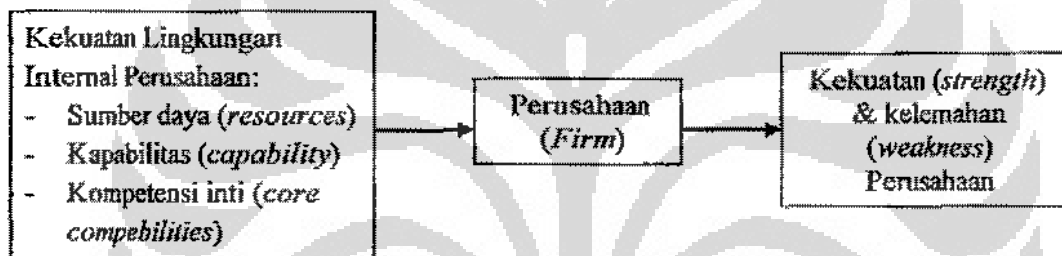 Kekuatan Lingkungan
Internal Perusahaan:
- Sumber daya (resources)
- Kapabilitas (capability)
- Kompetensi inti (core
compebilities)
Perusahaan
(Firm)
Kekuatan (strength)
& kelemahan
(weakness)
Perusahaan